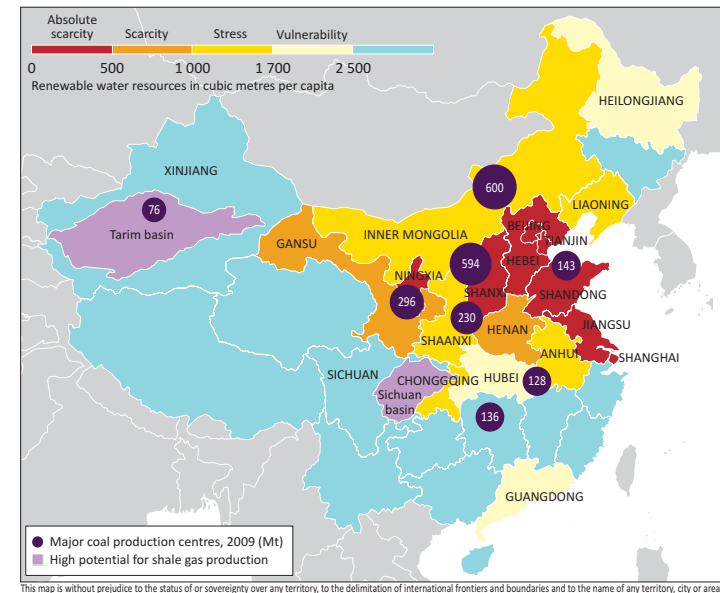 Absolute scarcity
Scarcity
Stress
Vulnerability
0 500 1 000 1 700 2 500
Renewable water resources in cubic metres per capita
HEILONGJIANG
XINJIANG
76
Tarim basin
600
LIAONING
INNER MONGOLIA
GANSU
BEIJING
TIANJIN
594
HEBEI
143
NINGXIA
296
SHANXI
SHANDONG
230
HENAN
JIANGSU
SHAANXI
ANHUI
SHANGHAI
SICHUAN
CHONGGQING
HUBEI
128
Sichuan basin
136
GUANGDONG
Major coal production centres, 2009 (Mt)
High potential for shale gas production
This map is without prejudice to the status of or sovereignty over any territory, to the delimitation of international frontiers and boundaries and to the name of any territory, city or area